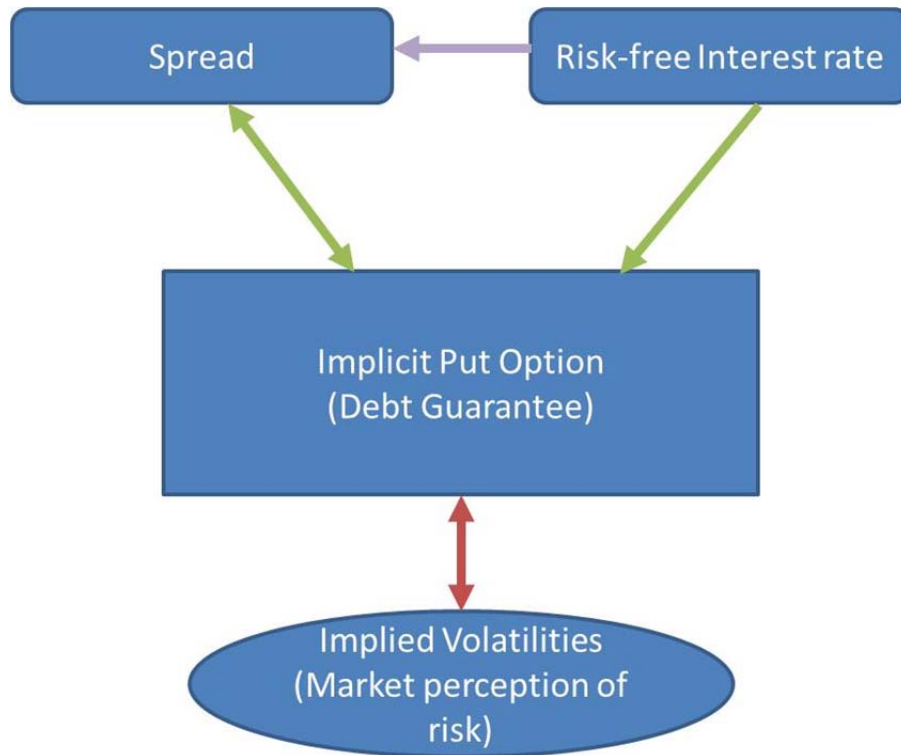 Spread
Risk-free Interest rate
Implicit Put Option
(Debt Guarantee)
Implied Volatilities
(Market perception of
risk)